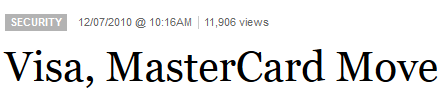 SECURITY 12/07/2010 @ 10:16AM | 11,906 views
Visa, MasterCard Move